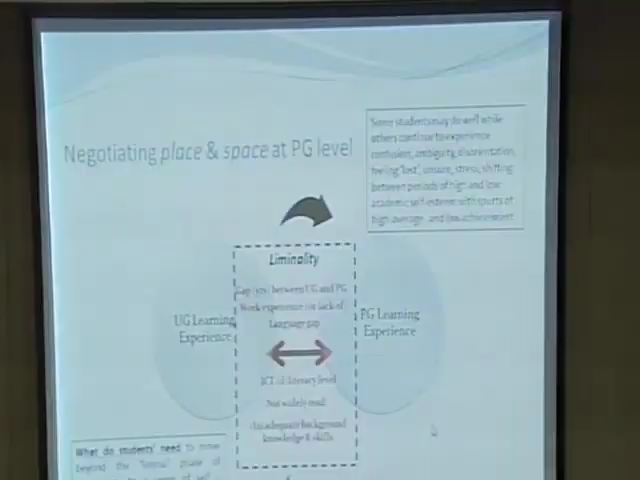 Negotiating place & space at PG level
Some students may do well while
others continue to experience
confusion, ambiguity, disorientation,
feeling "lost", unsure, stress, shifting
between periods of high and low
academic self-esteem with spurts of
high average, and low achievement
Liminality
Gap (yrs) between UG and PG
Work experience (or lack of
Language gap
UG Learning
Experience
PG Learning
Experience
Literacy level
Not widely read
adequate background
knowledge & skills
What do students' need to move
beyond the phase of